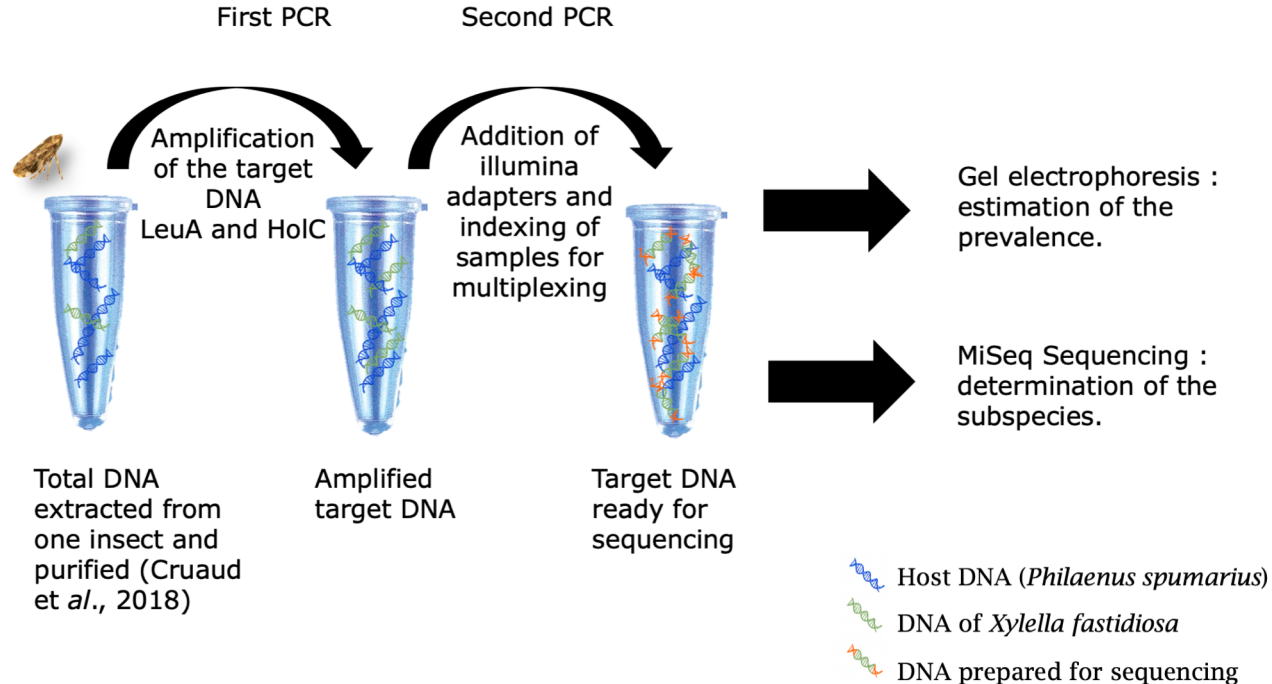 First PCR
Second PCR
Amplification
of the target
DNA
LeuA and HolC
Addition of
illumina
adapters and
indexing of
samples for
multiplexing
Gel electrophoresis :
estimation of the
prevalence.
MiSeq Sequencing :
determination of the
subspecies.
Total DNA
extracted from
one insect and
purified (Cruaud
et al., 2018)
Amplified
target DNA
Target DNA
ready for
sequencing
Host DNA (Philaenus spumarius)
DNA of Xylella fastidiosa
DNA prepared for sequencing